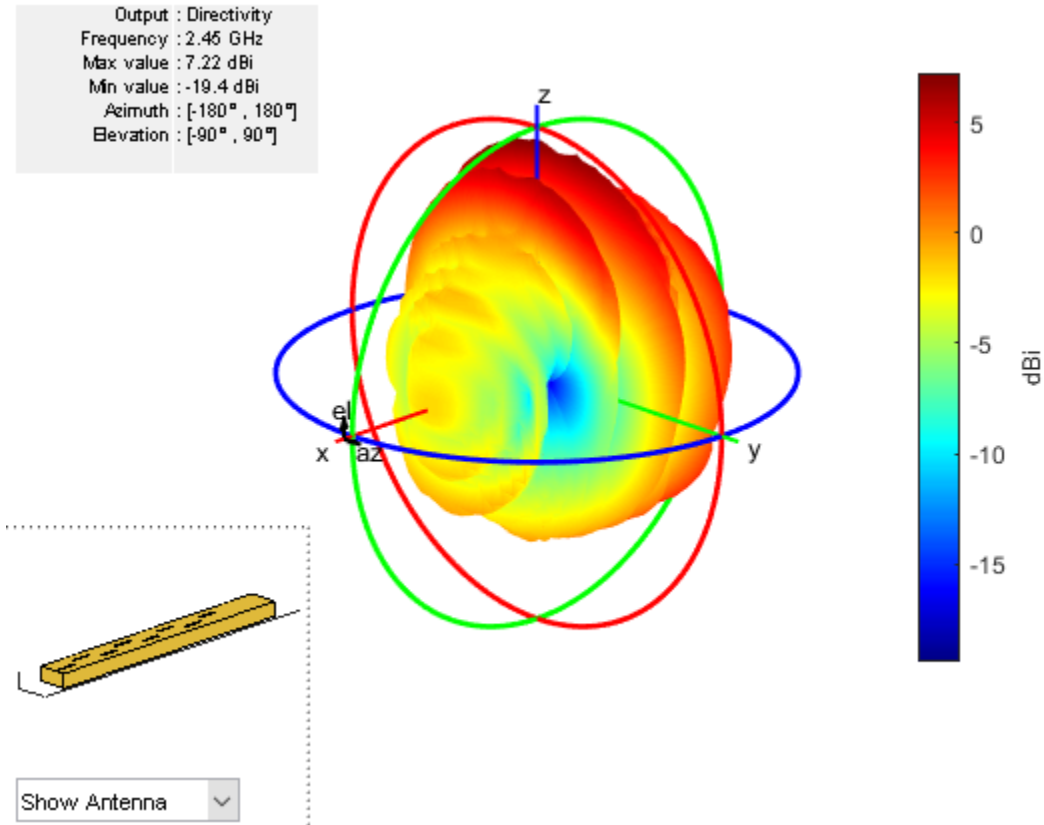 Output : Directivity
Frequency : 2.45 GHz
Max value : 7.22 dBi
Min value : -19.4 dBi
Azimuth : [-180° , 180°]
Elevation : [-90° , 90°]
z
el
x
az
y
5
0
-5
-10
-15
dBi
Show Antenna